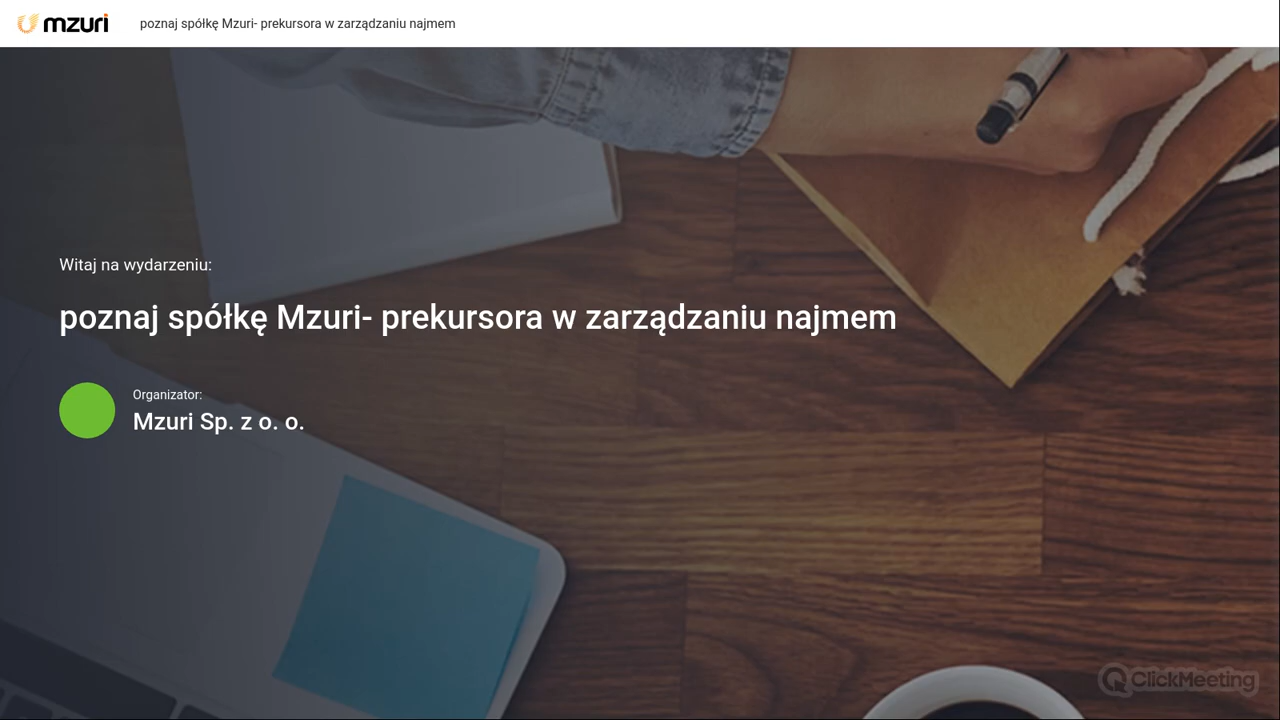 mzuri
poznaj spółkę Mzuri- prekursora w zarządzaniu najmem
Witaj na wydarzeniu:
poznaj spółkę Mzuri- prekursora w zarządzaniu najmem
Organizator:
Mzuri Sp. z o. o.
ClickMeeting